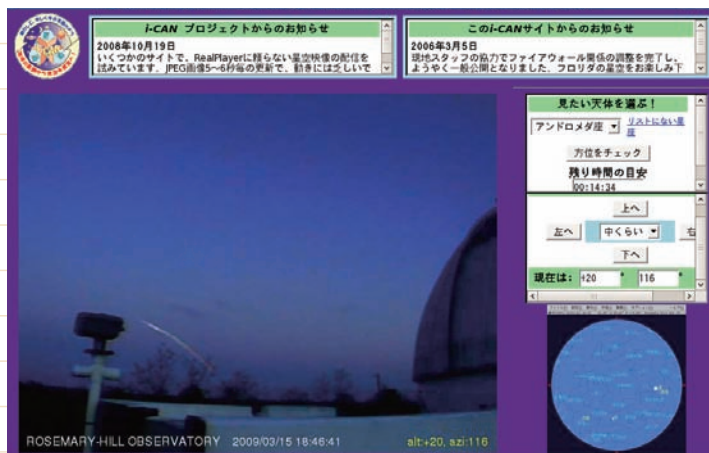 i-CAN プロジェクトからのお知らせ
2008年10月19日
いくつかのサイトで、RealPlayerに頼らない星空映像の配信を
試みています。JPEG画像5～6秒毎の更新で、動きには乏しいで
このi-CANサイトからのお知らせ
2006年3月5日
現地スタッフの協力でファイアウォール関係の調整を完了し、
ようやく一般公開となりました。フロリダの星空をお楽しみ下
見たい天体を選ぶ！
アンドロメダ座
リストにない星
座
方位をチェック
残り時間の目安
00:14:34
上へ
左へ 中くらい 右
下へ
現在は： +20 ° 116 °
ROSEMARY-HILL OBSERVATORY 2009/03/15 18:46:41 alt:+20, azi:116